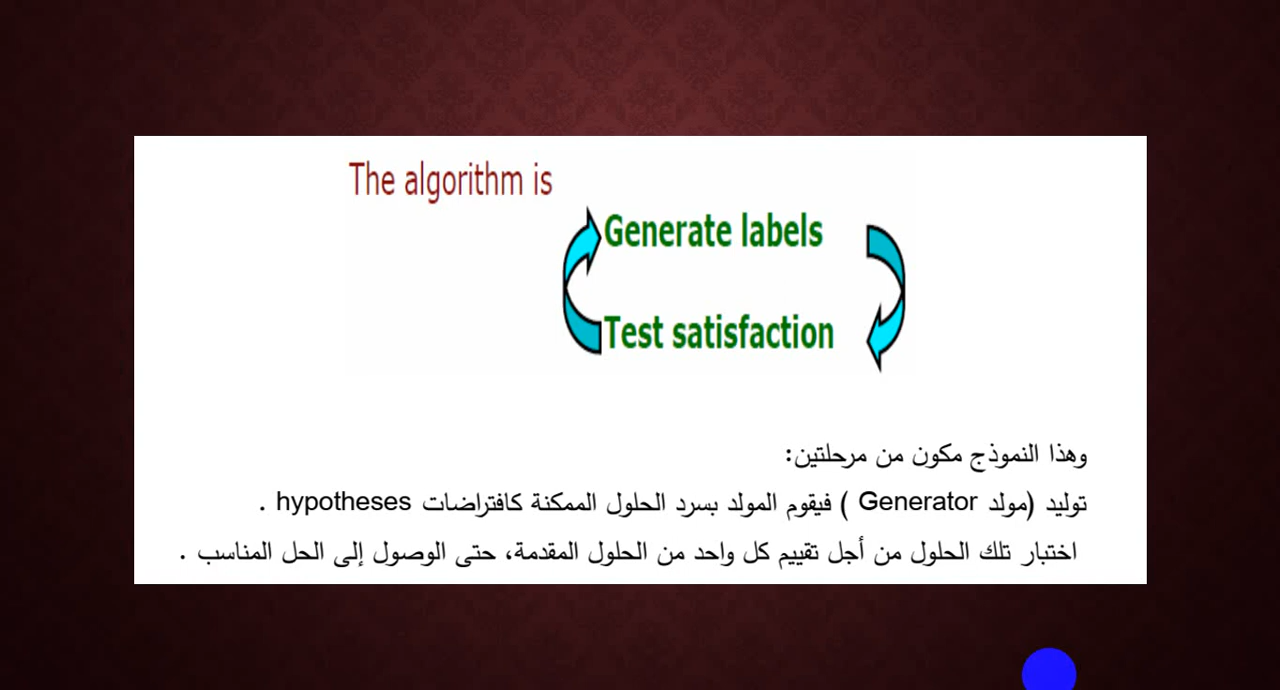 The algorithm is
Generate labels
Test satisfaction
وهذا النموذج مكون من مرحلتين:
توليد (مولد Generator ) فيقوم المولد بسرد الحلول الممكنة كافتراضات hypotheses .
اختبار تلك الحلول من أجل تقييم كل واحد من الحلول المقدمة، حتى الوصول إلى الحل المناسب .